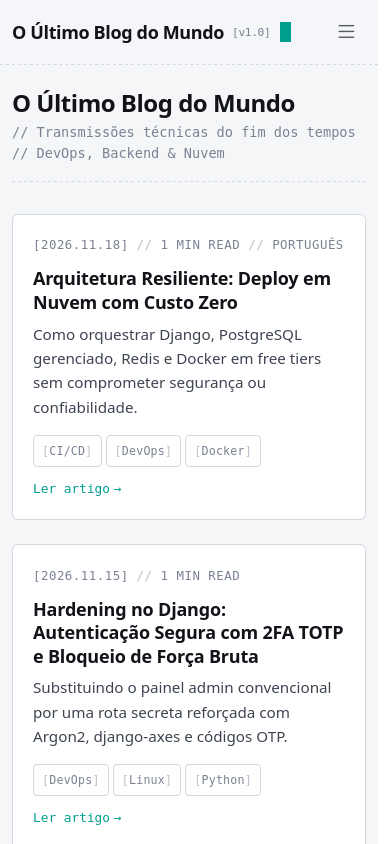 O Último Blog do Mundo [v1.0]
O Último Blog do Mundo
// Transmissões técnicas do fim dos tempos
// DevOps, Backend & Nuvem
[2026.11.18] // 1 MIN READ // PORTUGUÊS
Arquitetura Resiliente: Deploy em
Nuvem com Custo Zero
Como orquestrar Django, PostgreSQL
gerenciado, Redis e Docker em free tiers
sem comprometer segurança ou
confiabilidade.
[CI/CD] [DevOps] [Docker]
Ler artigo →
[2026.11.15] // 1 MIN READ
Hardening no Django:
Autenticação Segura com 2FA TOTP
e Bloqueio de Força Bruta
Substituindo o painel admin convencional
por uma rota secreta reforçada com
Argon2, django-axes e códigos OTP.
[DevOps] [Linux] [Python]
Ler artigo →